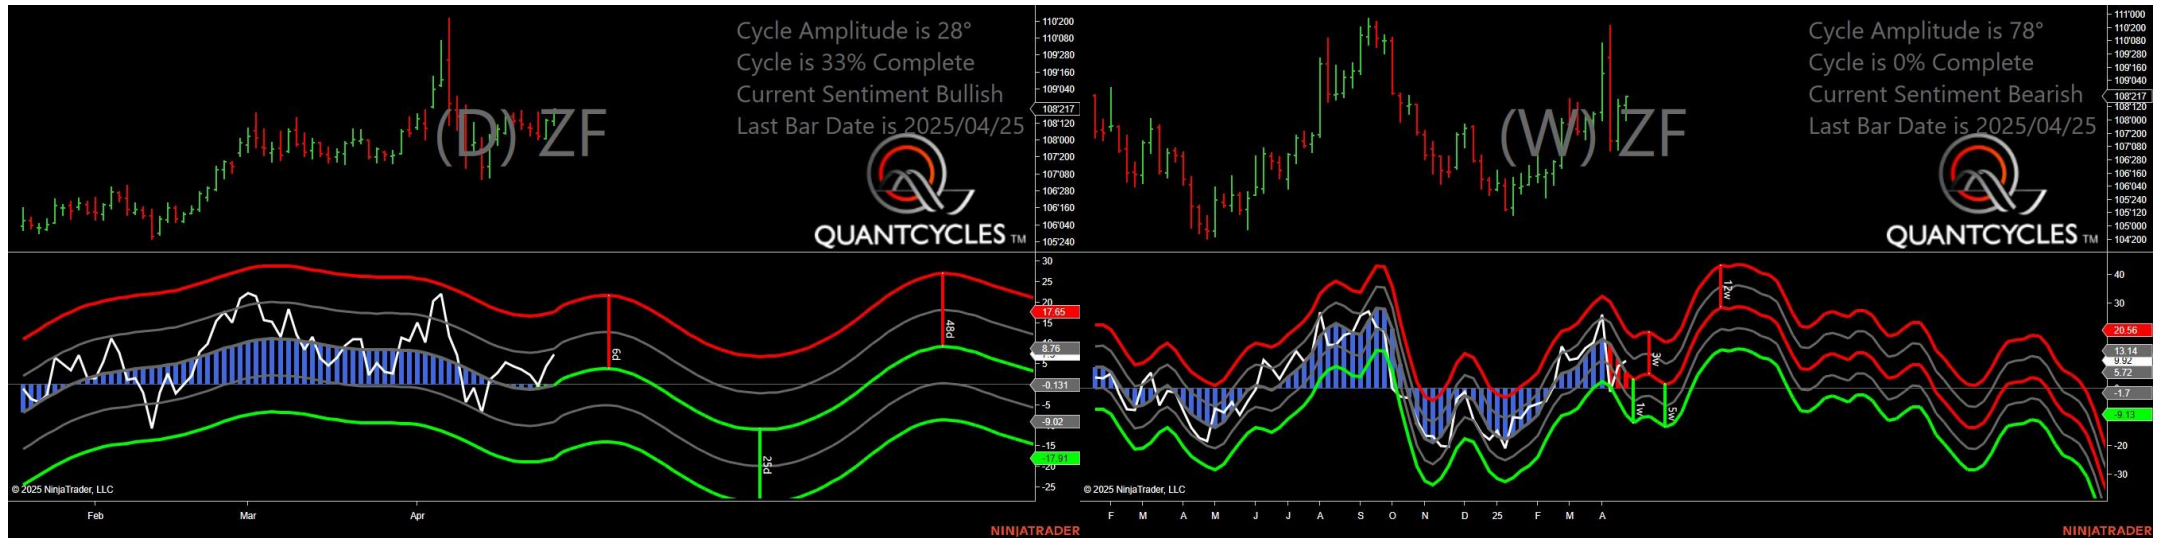 Cycle Amplitude is 28°
Cycle is 33% Complete
Current Sentiment Bullish
Last Bar Date is 2025/04/25
(D) ZF
QUANTCYCLES TM
110'200
110'080
109'280
109'160
109'040
108'217
108'120
108'000
107'200
107'080
106'280
106'160
106'040
105'240
30
25
20
17.65
15
8.76
5
-0.131
-5
-9.02
-15
-17.91
-20
-25
6d
25d
48d
© 2025 NinjaTrader, LLC
Feb
Mar
Apr
NINJATRADER
Cycle Amplitude is 78°
Cycle is 0% Complete
Current Sentiment Bearish
Last Bar Date is 2025/04/25
(W) ZF
QUANTCYCLES TM
111'000
110'200
110'080
109'280
109'160
109'040
108'217
108'120
108'000
107'200
107'080
106'280
106'160
106'040
105'240
105'120
105'000
104'200
40
30
20.56
13.14
9.92
5.72
-1.7
-9.13
-20
-30
1w
3w
5w
12w
© 2025 NinjaTrader, LLC
F
M
A
M
J
J
A
S
O
N
D
25
F
M
A
NINJATRADER